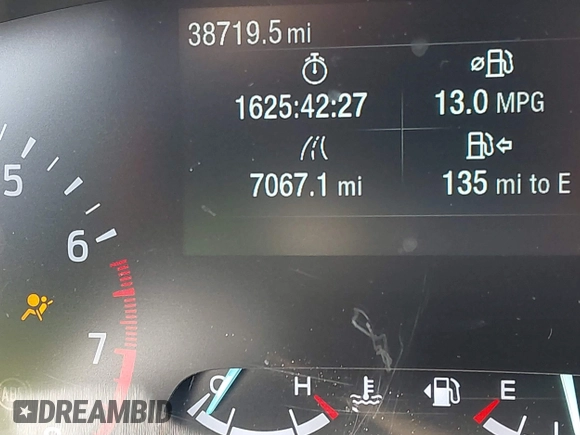 38719.5 mi
1625:42:27
13.0 MPG
7067.1 mi
135 mi to E
5
6
7
C
H
E
DREAMBID